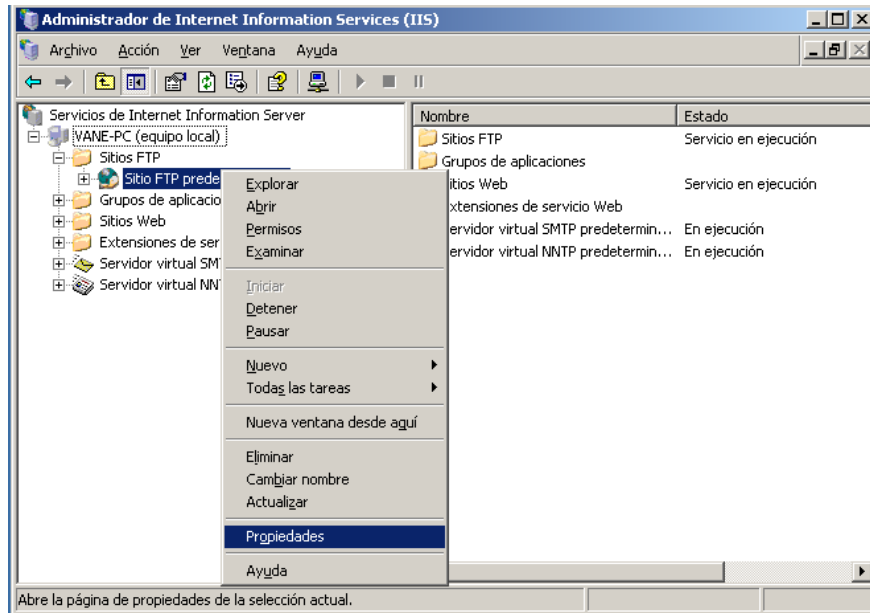 Administrador de Internet Information Services (IIS)
Archivo Acción Ver Ventana Ayuda
Servicios de Internet Information Server
VANE-PC (equipo local)
Sitios FTP
Sitio FTP prede
Grupos de aplicacio
Sitios Web
Extensiones de ser
Servidor virtual SM
Servidor virtual NN
Nombre Estado
Sitios FTP Servicio en ejecución
Grupos de aplicaciones
itios Web Servicio en ejecución
xtensiones de servicio Web
ervidor virtual SMTP predetermin... En ejecución
ervidor virtual NNTP predetermin... En ejecución
Explorar
Abrir
Permisos
Examinar
Iniciar
Detener
Pausar
Nuevo
Todas las tareas
Nueva ventana desde aquí
Eliminar
Cambiar nombre
Actualizar
Propiedades
Ayuda
Abre la página de propiedades de la selección actual.